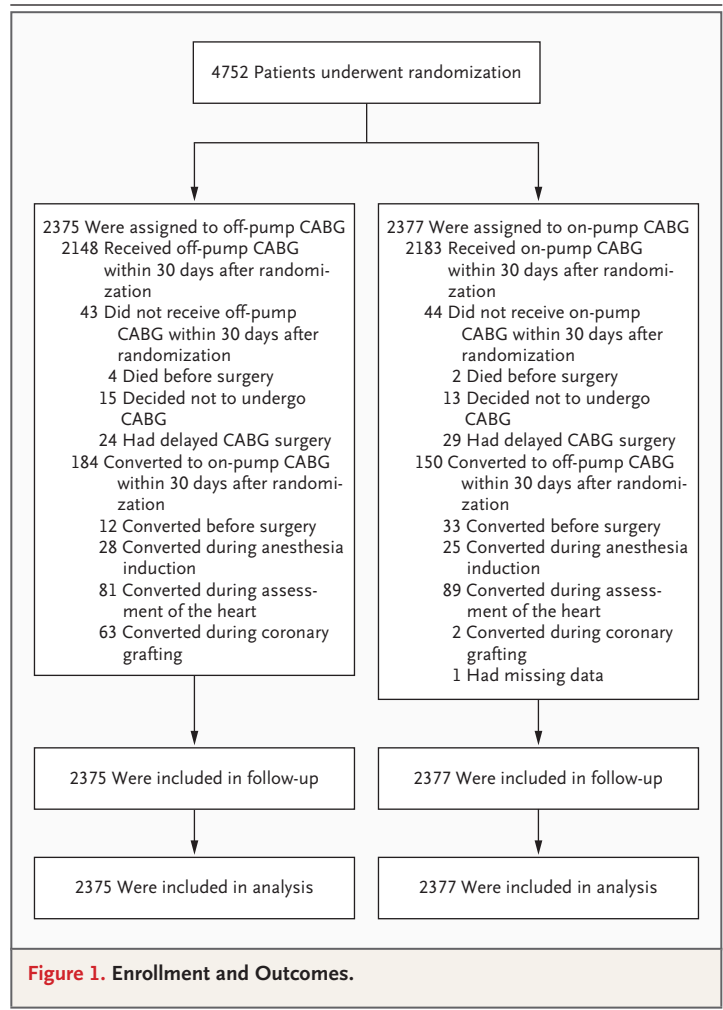 4752 Patients underwent randomization
2375 Were assigned to off-pump CABG
2148 Received off-pump CABG
within 30 days after randomi-
zation
43 Did not receive off-pump
CABG within 30 days after
randomization
4 Died before surgery
15 Decided not to undergo
CABG
24 Had delayed CABG surgery
184 Converted to on-pump CABG
within 30 days after randomi-
zation
12 Converted before surgery
28 Converted during anesthesia
induction
81 Converted during assess-
ment of the heart
63 Converted during coronary
grafting
2377 Were assigned to on-pump CABG
2183 Received on-pump CABG
within 30 days after randomi-
zation
44 Did not receive on-pump
CABG within 30 days after
randomization
2 Died before surgery
13 Decided not to undergo
CABG
29 Had delayed CABG surgery
150 Converted to off-pump CABG
within 30 days after randomi-
zation
33 Converted before surgery
25 Converted during anesthesia
induction
89 Converted during assess-
ment of the heart
2 Converted during coronary
grafting
1 Had missing data
2375 Were included in follow-up
2377 Were included in follow-up
2375 Were included in analysis
2377 Were included in analysis
Figure 1. Enrollment and Outcomes.